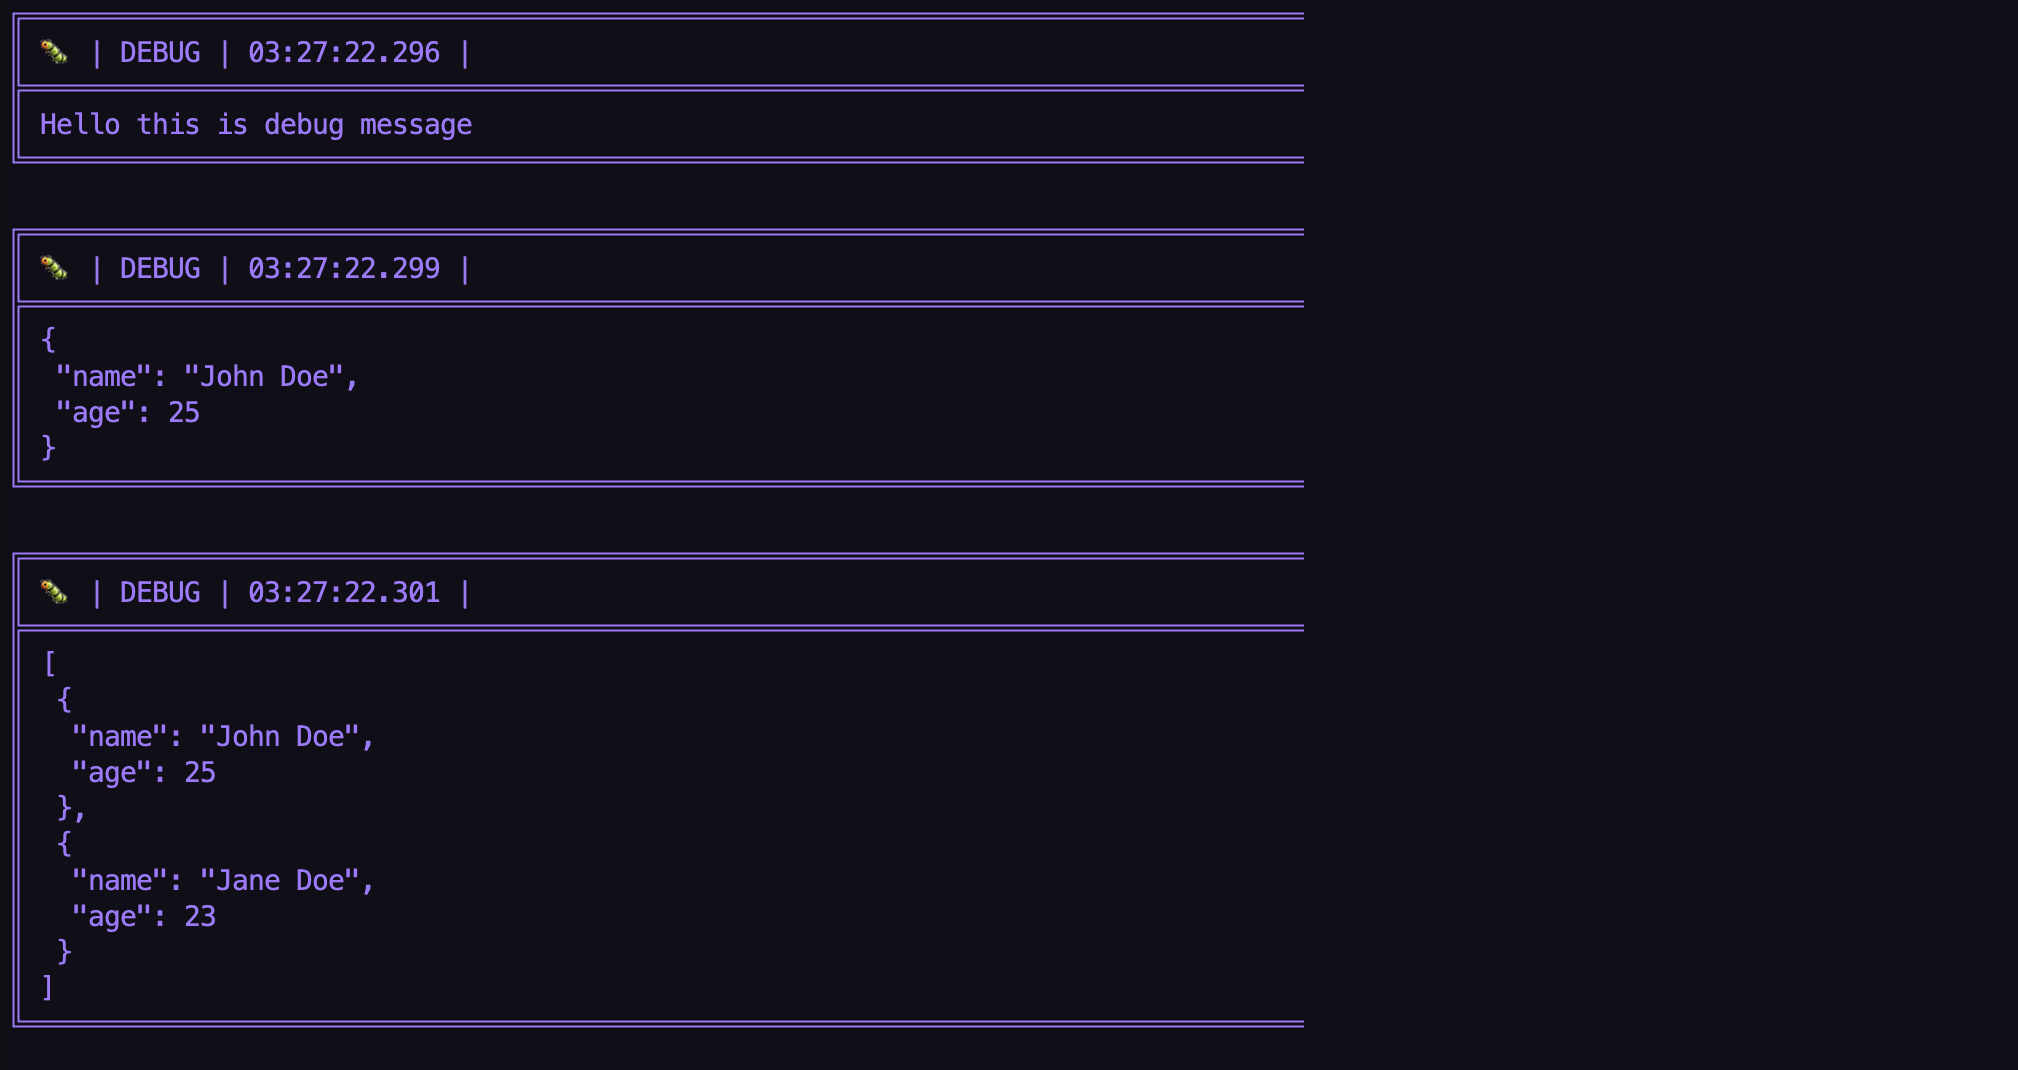 🐛 | DEBUG | 03:27:22.296 |
Hello this is debug message
🐛 | DEBUG | 03:27:22.299 |
{
 "name": "John Doe",
 "age": 25
}
🐛 | DEBUG | 03:27:22.301 |
[
 {
  "name": "John Doe",
  "age": 25
 },
 {
  "name": "Jane Doe",
  "age": 23
 }
]